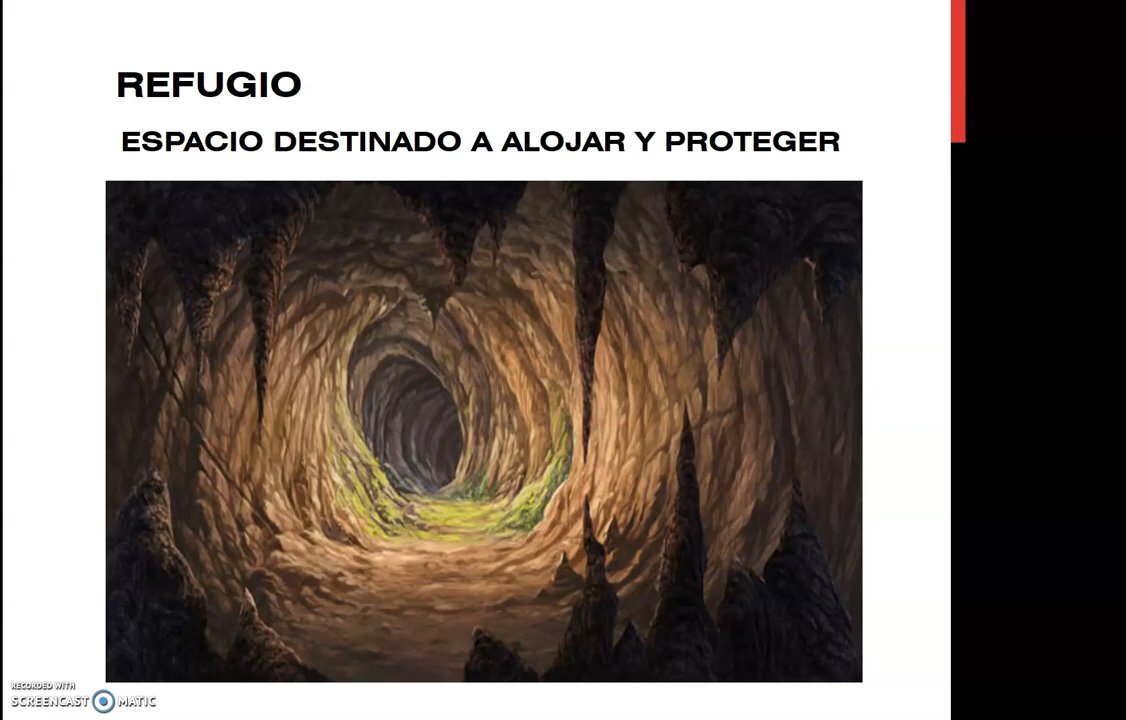 REFUGIO
ESPACIO DESTINADO A ALOJAR Y PROTEGER
RECORDED WITH
SCREENCAST MATIC